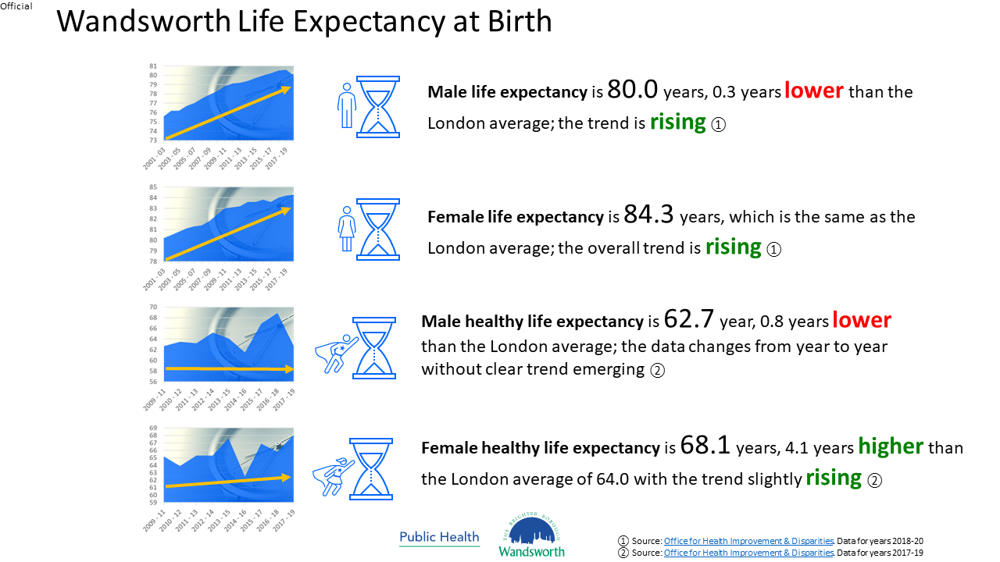 Official
Wandsworth Life Expectancy at Birth
81
80
79
78
77
76
75
74
73
2001 - 03
2003 - 05
2005 - 07
2007 - 09
2009 - 11
2011 - 13
2013 - 15
2015 - 17
2017 - 19
Male life expectancy is 80.0 years, 0.3 years lower than the
London average; the trend is rising ①
85
84
83
82
81
80
79
78
2001 - 03
2003 - 05
2005 - 07
2007 - 09
2009 - 11
2011 - 13
2013 - 15
2015 - 17
2017 - 19
Female life expectancy is 84.3 years, which is the same as the
London average; the overall trend is rising ①
70
68
66
64
62
60
58
56
2009 - 11
2010 - 12
2011 - 13
2012 - 14
2013 - 15
2014 - 16
2015 - 17
2016 - 18
2017 - 19
Male healthy life expectancy is 62.7 year, 0.8 years lower
than the London average; the data changes from year to year
without clear trend emerging ②
69
68
67
66
65
64
63
62
61
60
59
2009 - 11
2010 - 12
2011 - 13
2012 - 14
2013 - 15
2014 - 16
2015 - 17
2016 - 18
2017 - 19
Female healthy life expectancy is 68.1 years, 4.1 years higher than
the London average of 64.0 with the trend slightly rising ②
Public Health
THE BRIGHTER BOROUGH
Wandsworth
① Source: Office for Health Improvement & Disparities. Data for years 2018-20
② Source: Office for Health Improvement & Disparities. Data for years 2017-19